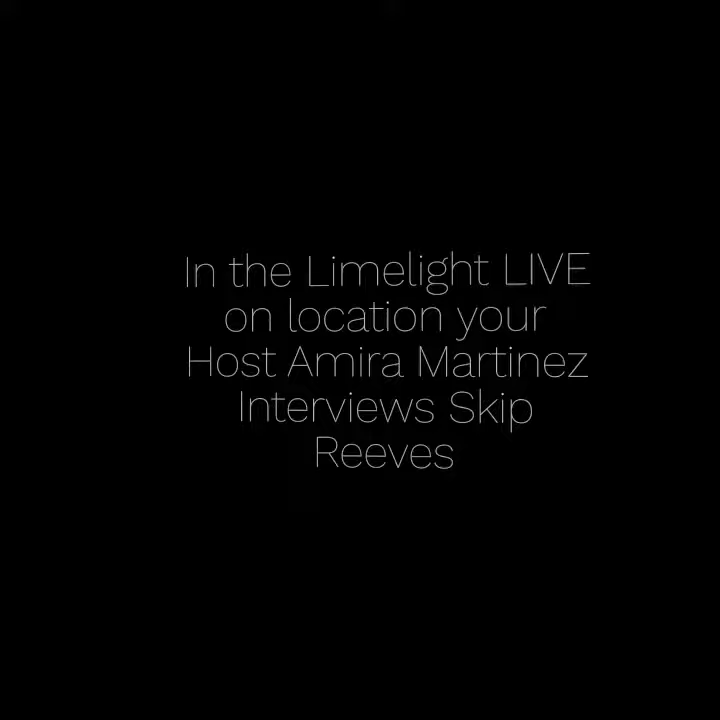 In the Limelight LIVE
on location your
Host Amira Martinez
Interviews Skip
Reeves